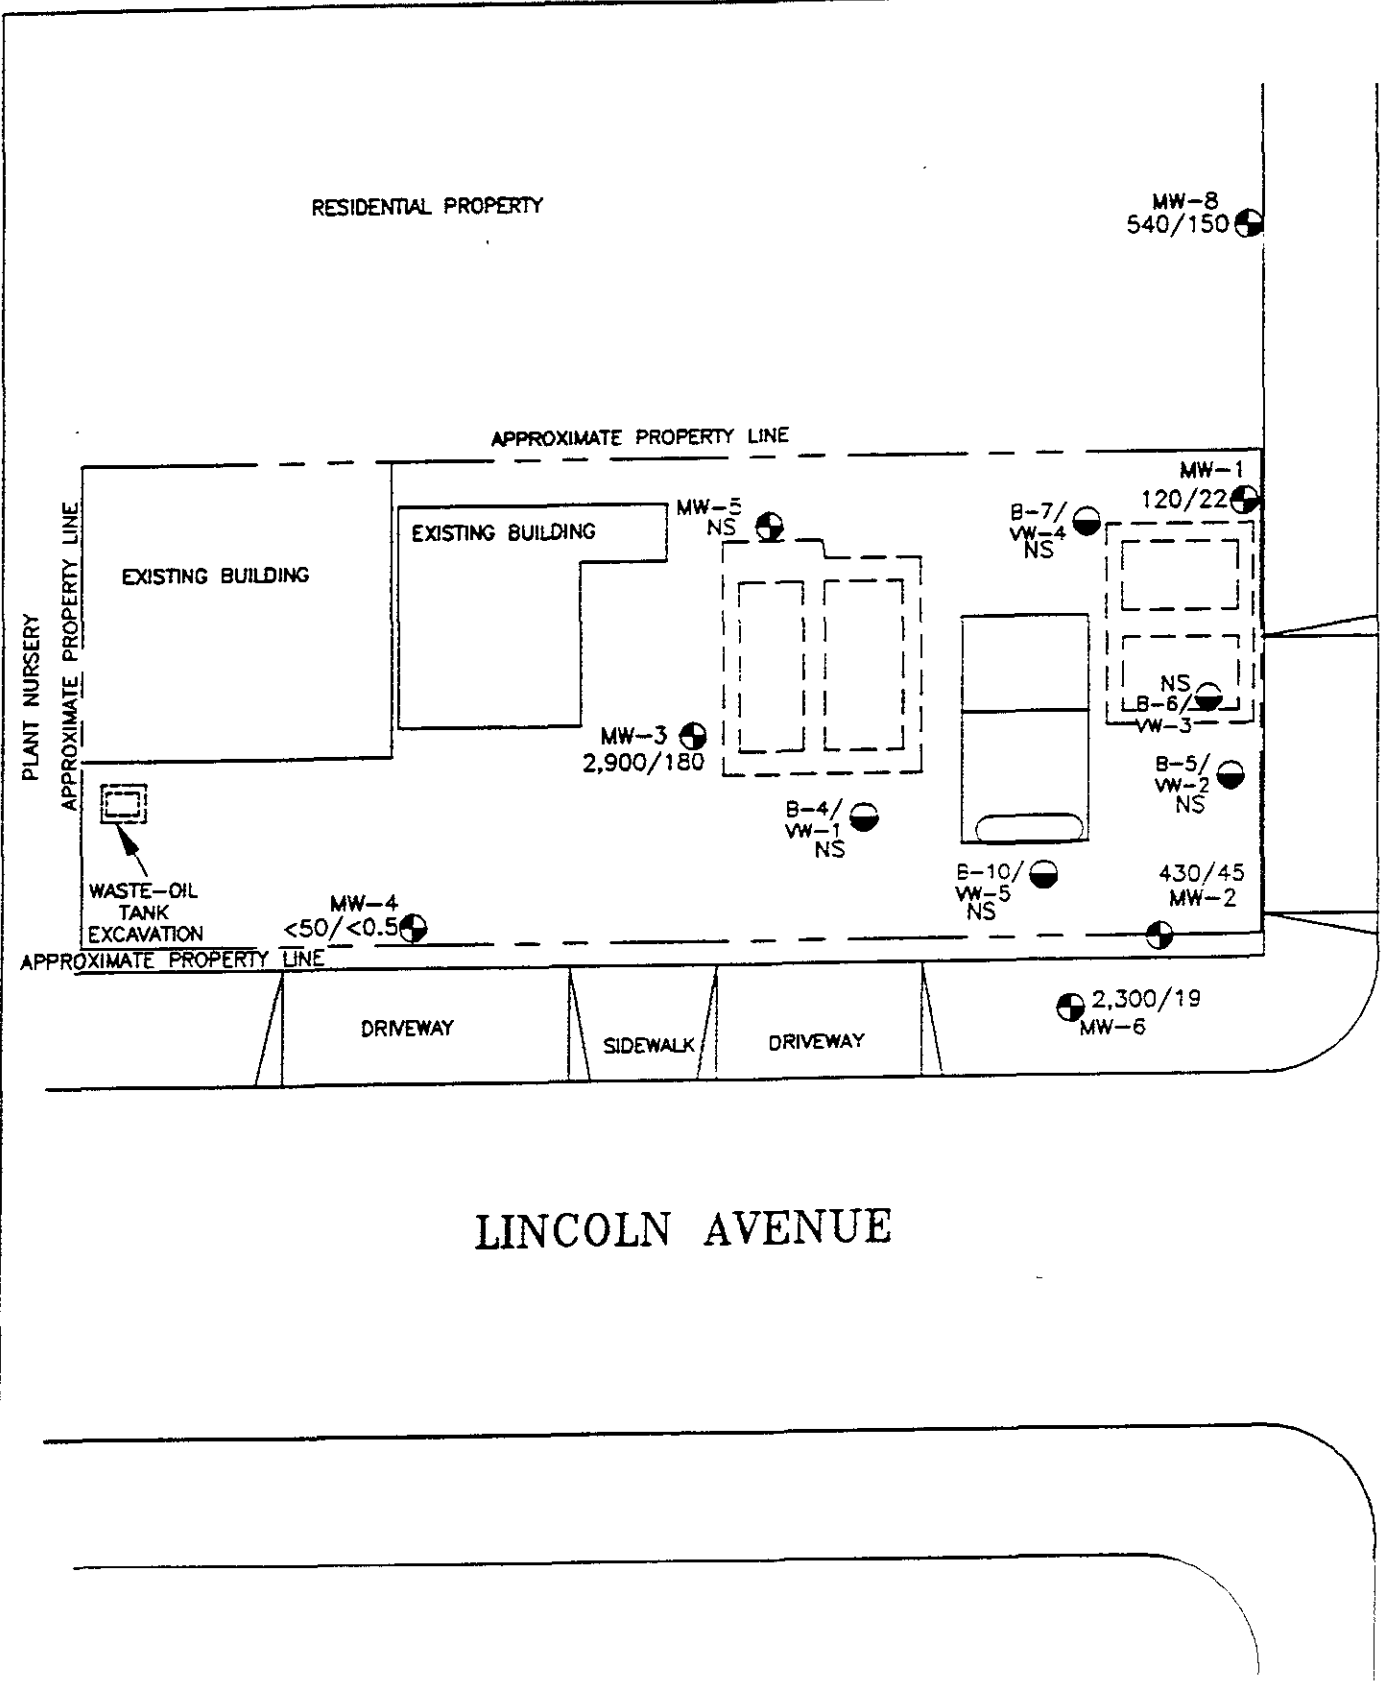 RESIDENTIAL PROPERTY
MW-8
540/150
APPROXIMATE PROPERTY LINE
MW-1
120/22
MW-5
NS
B-7/
VW-4
NS
EXISTING BUILDING
EXISTING BUILDING
PLANT NURSERY
APPROXIMATE PROPERTY LINE
NS
B-6/
VW-3
MW-3
2,900/180
B-5/
VW-2
NS
B-4/
VW-1
NS
B-10/
VW-5
NS
430/45
MW-2
WASTE-OIL
TANK
EXCAVATION
MW-4
<50/<0.5
APPROXIMATE PROPERTY LINE
2,300/19
MW-6
DRIVEWAY
SIDEWALK
DRIVEWAY
LINCOLN AVENUE